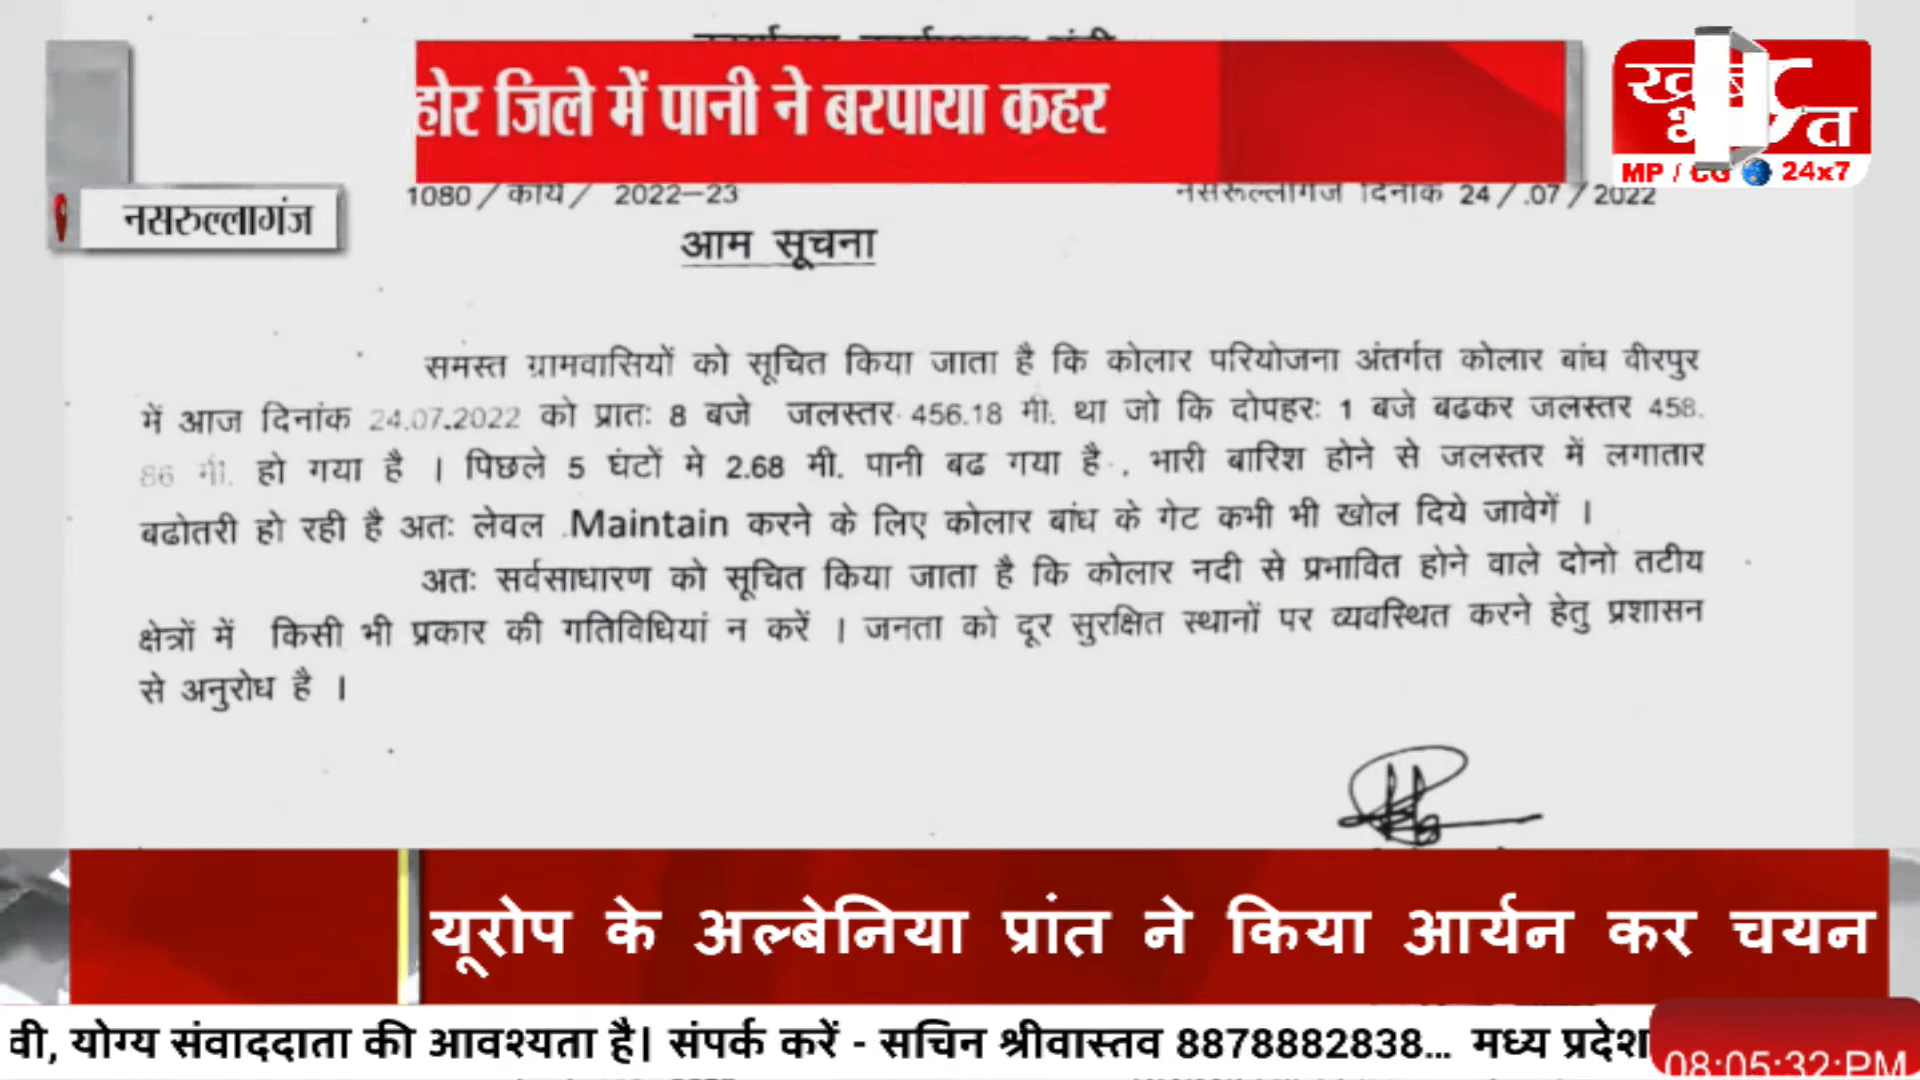 होर जिले में पानी ने बरपाया कहर
MP / CG 24x7
नसरुल्लागंज
1080 / कार्य / 2022–23
नसरूल्लागंज दिनांक 24 / .07 / 2022
आम सूचना
समस्त ग्रामवासियों को सूचित किया जाता है कि कोलार परियोजना अंतर्गत कोलार बांध वीरपुर
में आज दिनांक 24.07.2022 को प्रातः 8 बजे जलस्तर 456.18 मी. था जो कि दोपहरः 1 बजे बढकर जलस्तर 458.
86 मी. हो गया है । पिछले 5 घंटों मे 2.68 मी. पानी बढ गया है , भारी बारिश होने से जलस्तर में लगातार
बढोतरी हो रही है अतः लेवल .Maintain करने के लिए कोलार बांध के गेट कभी भी खोल दिये जावेगें ।
अतः सर्वसाधारण को सूचित किया जाता है कि कोलार नदी से प्रभावित होने वाले दोनो तटीय
क्षेत्रों में किसी भी प्रकार की गतिविधियां न करें । जनता को दूर सुरक्षित स्थानों पर व्यवस्थित करने हेतु प्रशासन
से अनुरोध है ।
यूरोप के अल्बेनिया प्रांत ने किया आर्यन कर चयन
वी, योग्य संवाददाता की आवश्यता है| संपर्क करें - सचिन श्रीवास्तव 8878882838... मध्य प्रदेश
08:05:32:PM